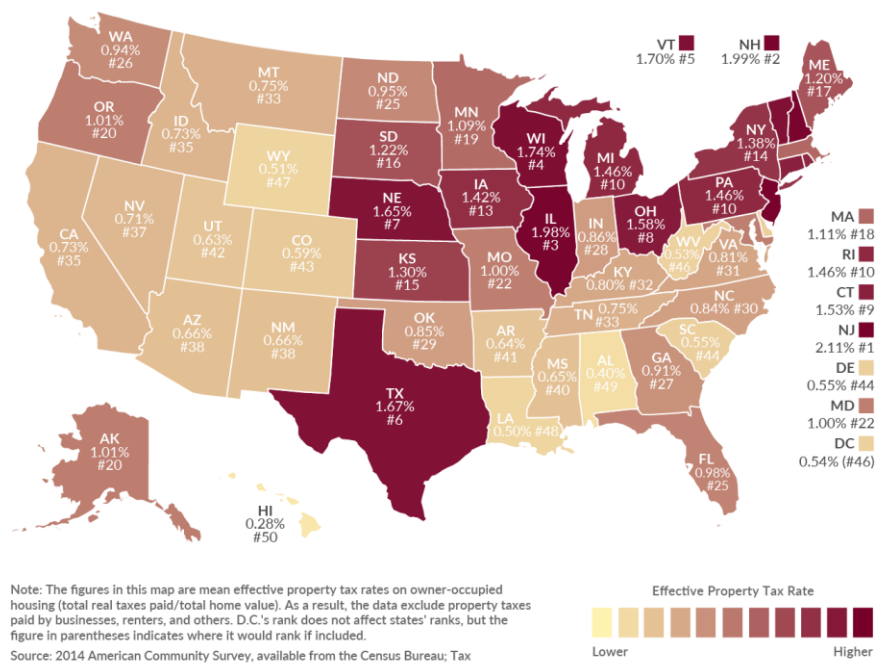 WA
0.94%
#26
MT
0.75%
#33
ND
0.95%
#25
MN
1.09%
#19
VT
1.70% #5
NH
1.99% #2
ME
1.20%
#17
OR
1.01%
#20
ID
0.73%
#35
WY
0.51%
#47
SD
1.22%
#16
WI
1.74%
#4
MI
1.46%
#10
NY
1.38%
#14
NE
1.65%
#7
IA
1.42%
#13
PA
1.46%
#10
CA
0.73%
#35
NV
0.71%
#37
UT
0.63%
#42
CO
0.59%
#43
KS
1.30%
#15
MO
1.00%
#22
IL
1.98%
#3
IN
0.86%
#28
OH
1.58%
#8
WV
0.53%
#46
VA
0.81%
#31
KY
0.80% #32
MA
1.11% #18
RI
1.46% #10
CT
1.53% #9
NJ
2.11% #1
DE
0.55% #44
MD
1.00% #22
DC
0.54% (#46)
AZ
0.66%
#38
NM
0.66%
#38
OK
0.85%
#29
AR
0.64%
#41
TN 0.75%
#33
NC
0.84% #30
SC
0.55%
#44
TX
1.67%
#6
LA
0.50% #48
MS
0.65%
#40
AL
0.40%
#49
GA
0.91%
#27
FL
0.98%
#25
AK
1.01%
#20
HI
0.28%
#50
Note: The figures in this map are mean effective property tax rates on owner-occupied
housing (total real taxes paid/total home value). As a result, the data exclude property taxes
paid by businesses, renters, and others. D.C.'s rank does not affect states' ranks, but the
figure in parentheses indicates where it would rank if included.
Source: 2014 American Community Survey, available from the Census Bureau; Tax
Effective Property Tax Rate
Lower
Higher